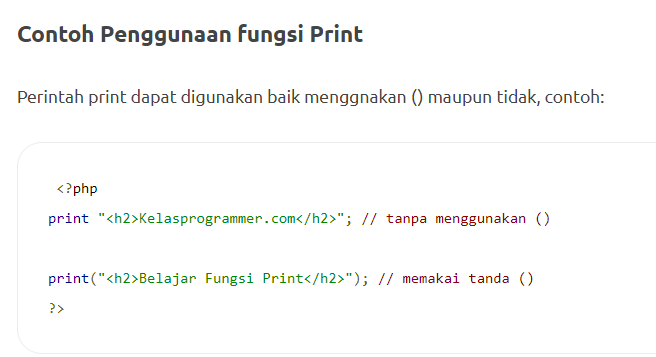 Contoh Penggunaan fungsi Print
Perintah print dapat digunakan baik menggnakan () maupun tidak, contoh:
<?php
print "<h2>Kelasprogrammer.com</h2>"; // tanpa menggunakan ()
print("<h2>Belajar Fungsi Print</h2>"); // memakai tanda ()
?>